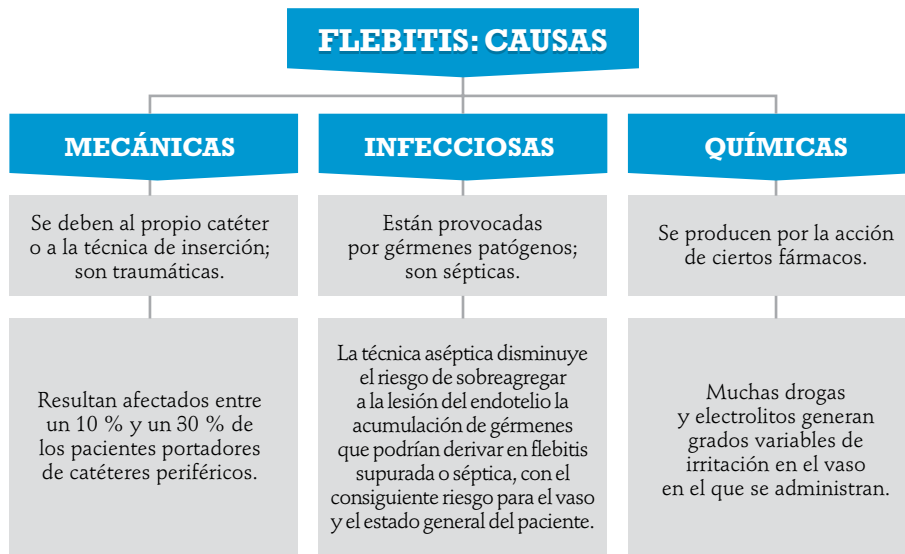 FLEBITIS: CAUSAS
MECÁNICAS
Se deben al propio catéter
o a la técnica de inserción;
son traumáticas.
Resultan afectados entre
un 10 % y un 30 % de
los pacientes portadores
de catéteres periféricos.
INFECCIOSAS
Están provocadas
por gérmenes patógenos;
son sépticas.
La técnica aséptica disminuye
el riesgo de sobreagregar
a la lesión del endotelio la
acumulación de gérmenes
que podrían derivar en flebitis
supurada o séptica, con el
consiguiente riesgo para el vaso
y el estado general del paciente.
QUÍMICAS
Se producen por la acción
de ciertos fármacos.
Muchas drogas
y electrolitos generan
grados variables de
irritación en el vaso
en el que se administran.